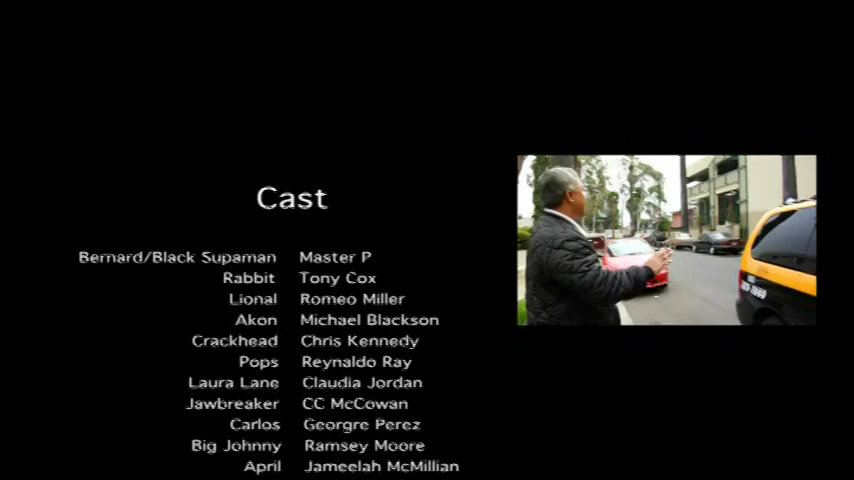 Cast
Bernard/Black Supaman Master P
Rabbit Tony Cox
Lional Romeo Miller
Akon Michael Blackson
Crackhead Chris Kennedy
Pops Reynaldo Ray
Laura Lane Claudia Jordan
Jawbreaker CC McCowan
Carlos Georgre Perez
Big Johnny Ramsey Moore
April Jameelah McMillian